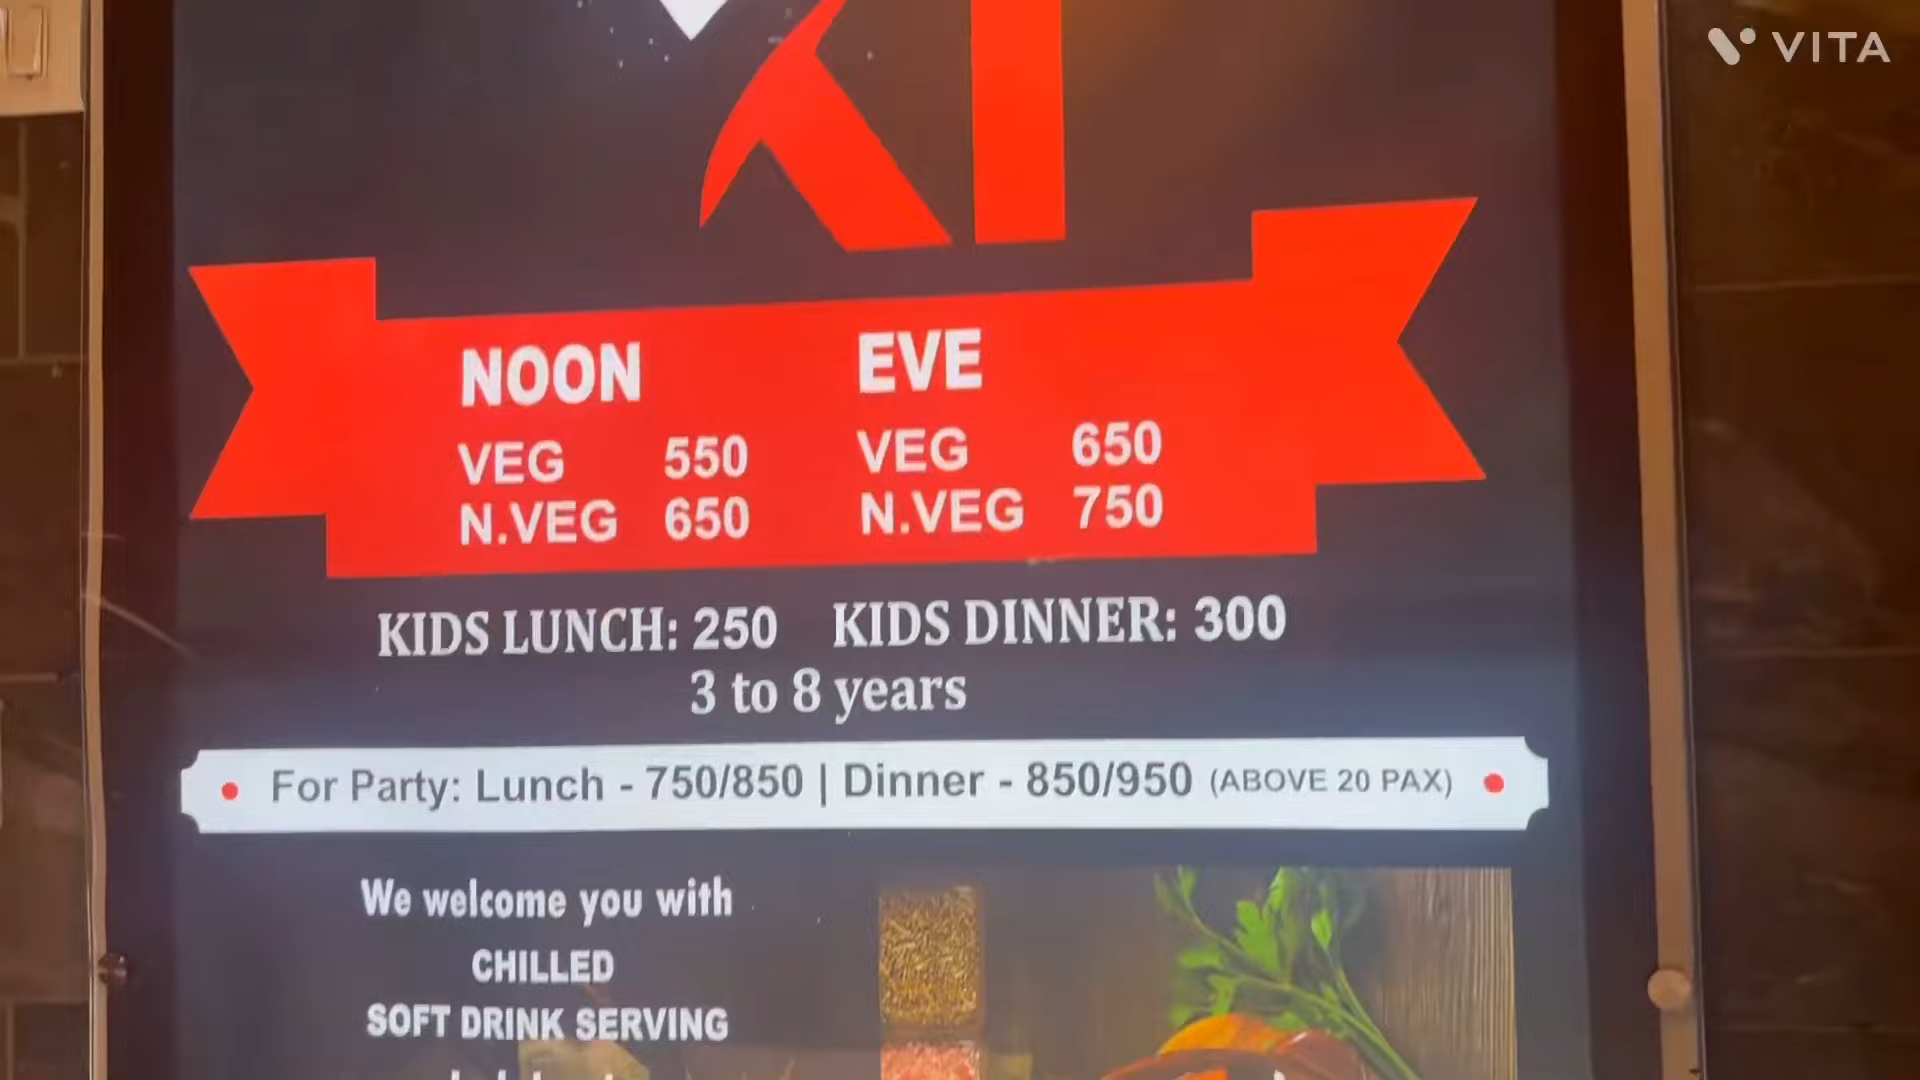 VITA
XI
NOON EVE
VEG 550 VEG 650
N.VEG 650 N.VEG 750
KIDS LUNCH: 250 KIDS DINNER: 300
3 to 8 years
For Party: Lunch - 750/850 | Dinner - 850/950 (ABOVE 20 PAX)
We welcome you with
CHILLED
SOFT DRINK SERVING